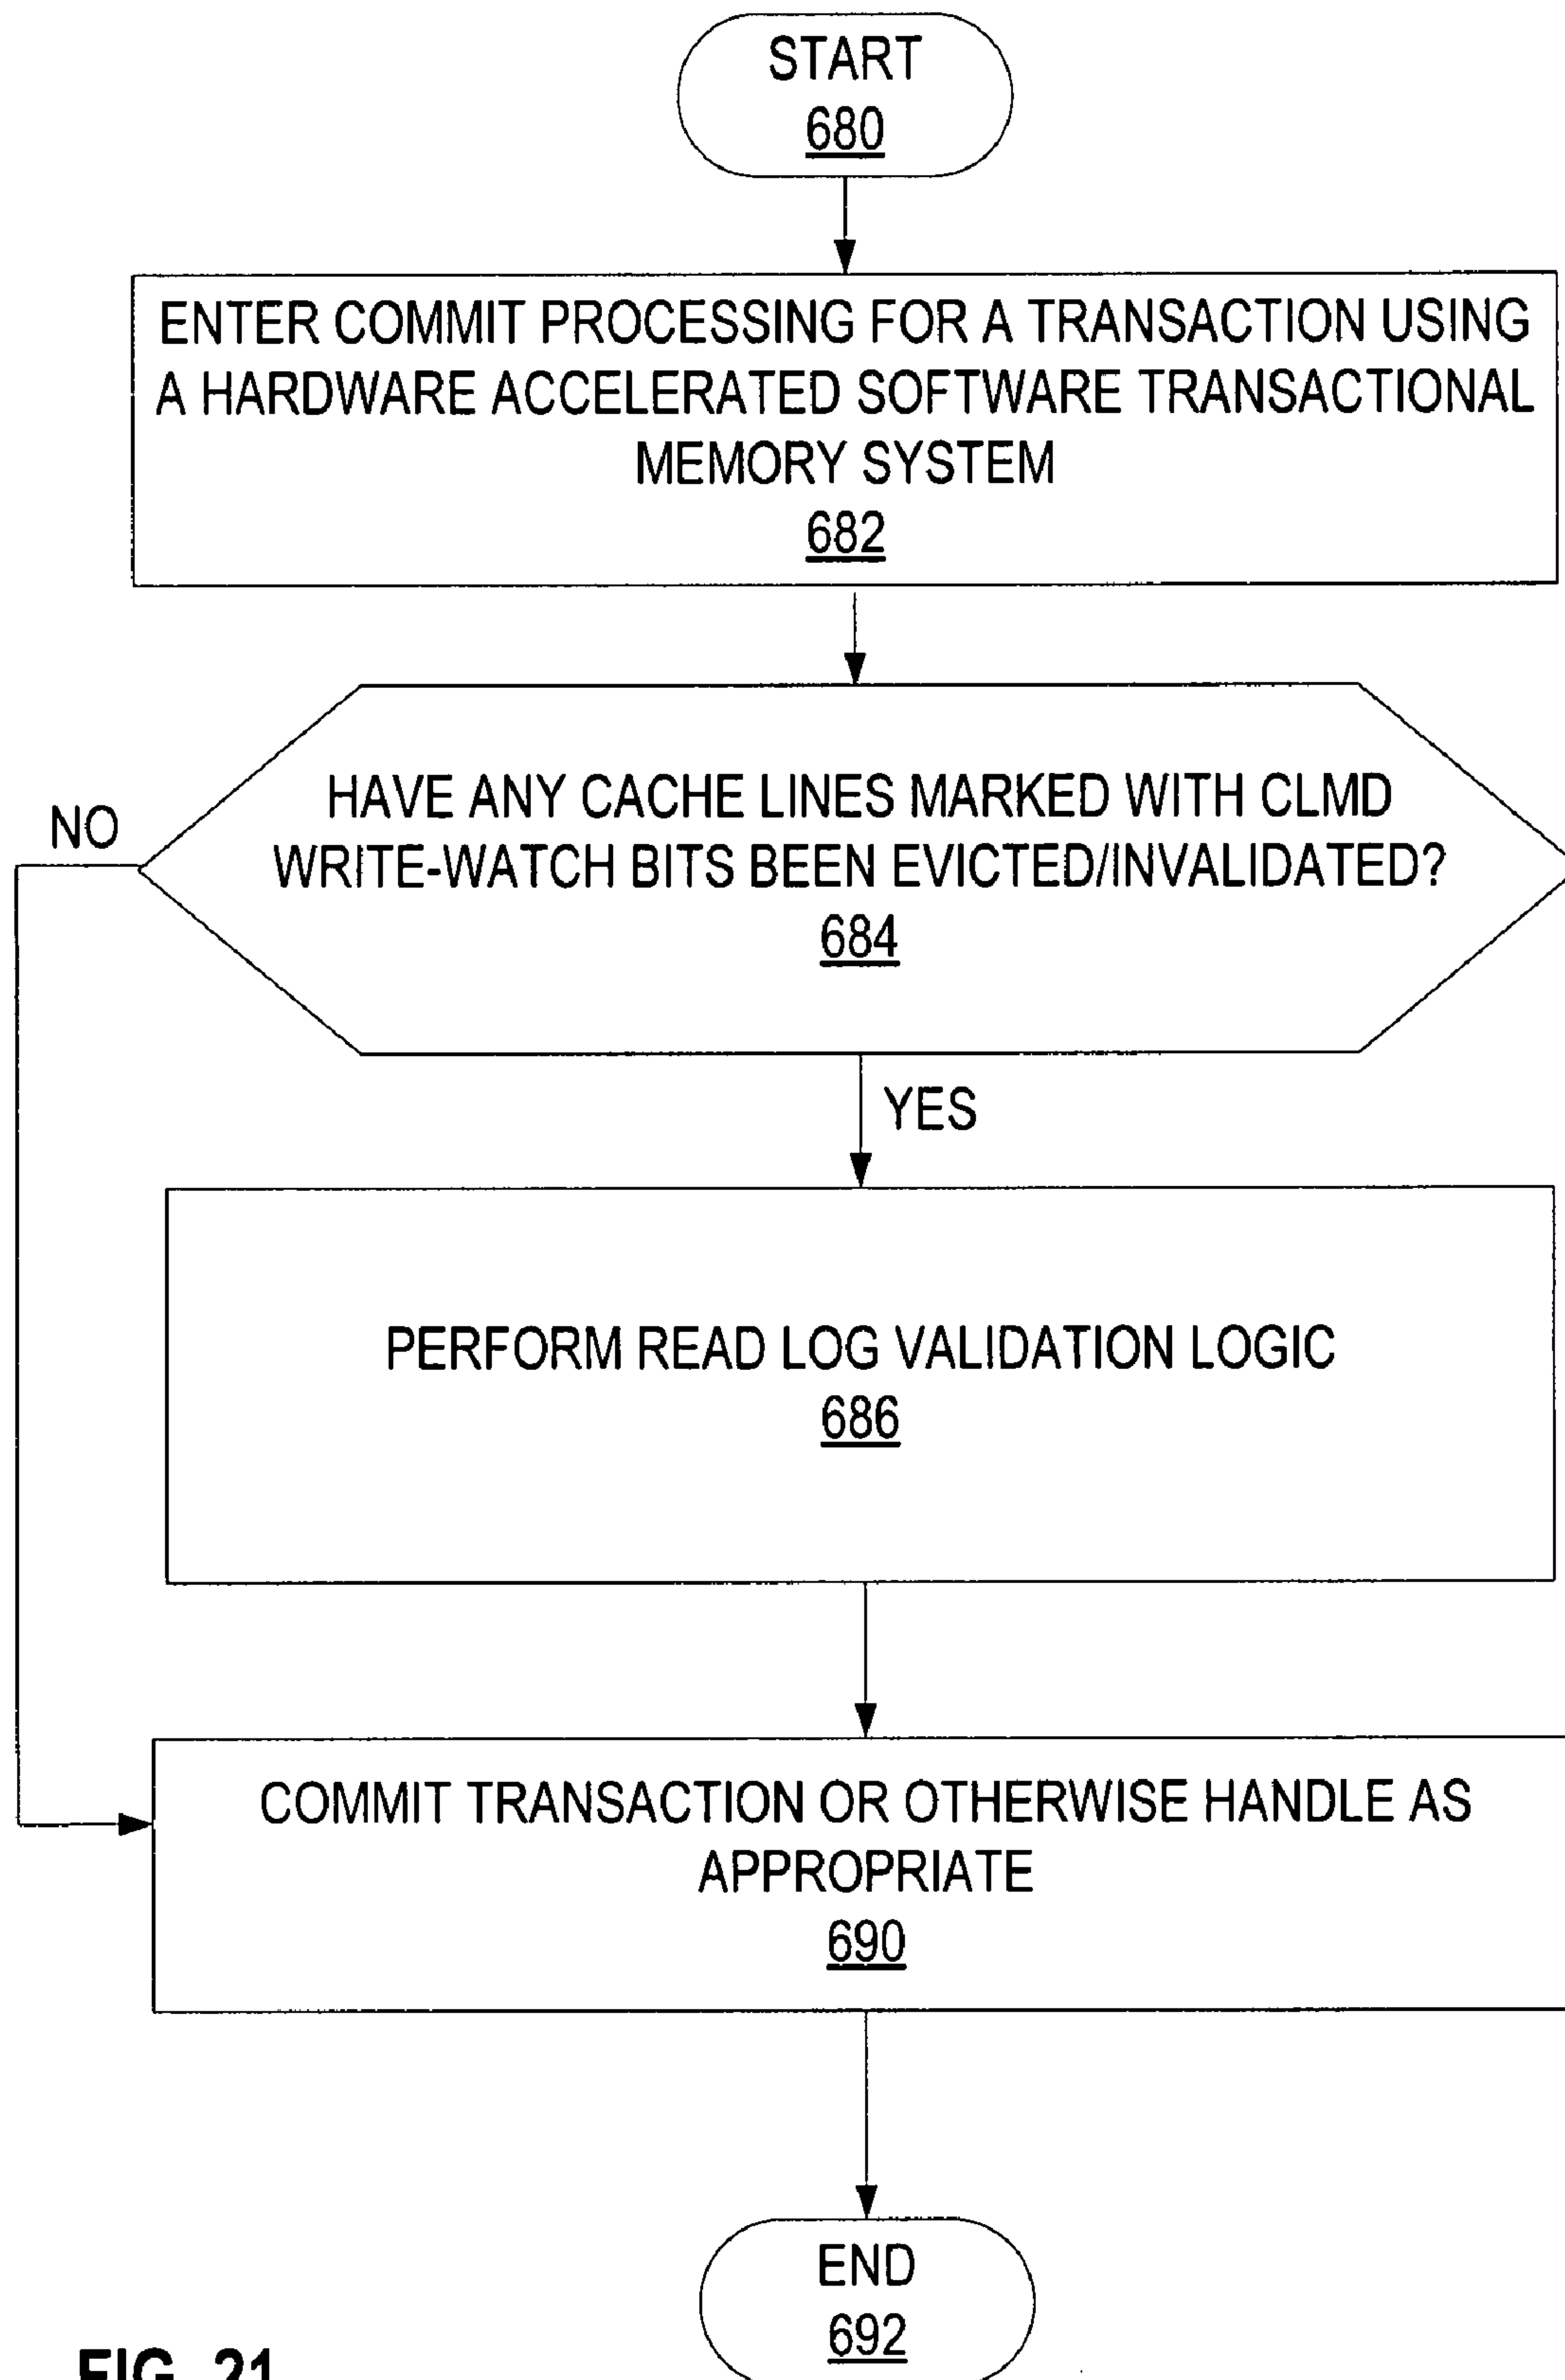 START
680
ENTER COMMIT PROCESSING FOR A TRANSACTION USING
A HARDWARE ACCELERATED SOFTWARE TRANSACTIONAL
MEMORY SYSTEM
682
HAVE ANY CACHE LINES MARKED WITH CLMD
WRITE-WATCH BITS BEEN EVICTED/INVALIDATED?
684
NO
YES
PERFORM READ LOG VALIDATION LOGIC
686
COMMIT TRANSACTION OR OTHERWISE HANDLE AS
APPROPRIATE
690
END
692
FIG. 21